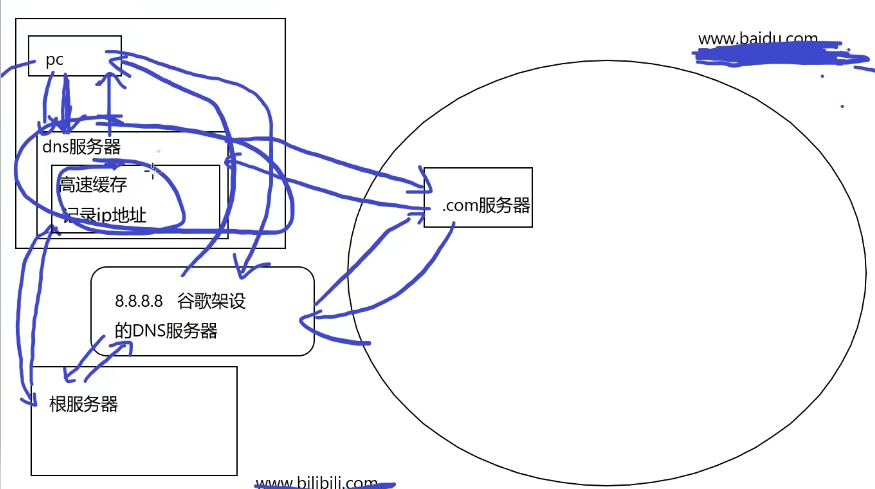 www.baidu.com
pc
dns服务器
高速缓存
记录ip地址
.com服务器
8.8.8.8 谷歌架设
的DNS服务器
根服务器
www.bilibili.com